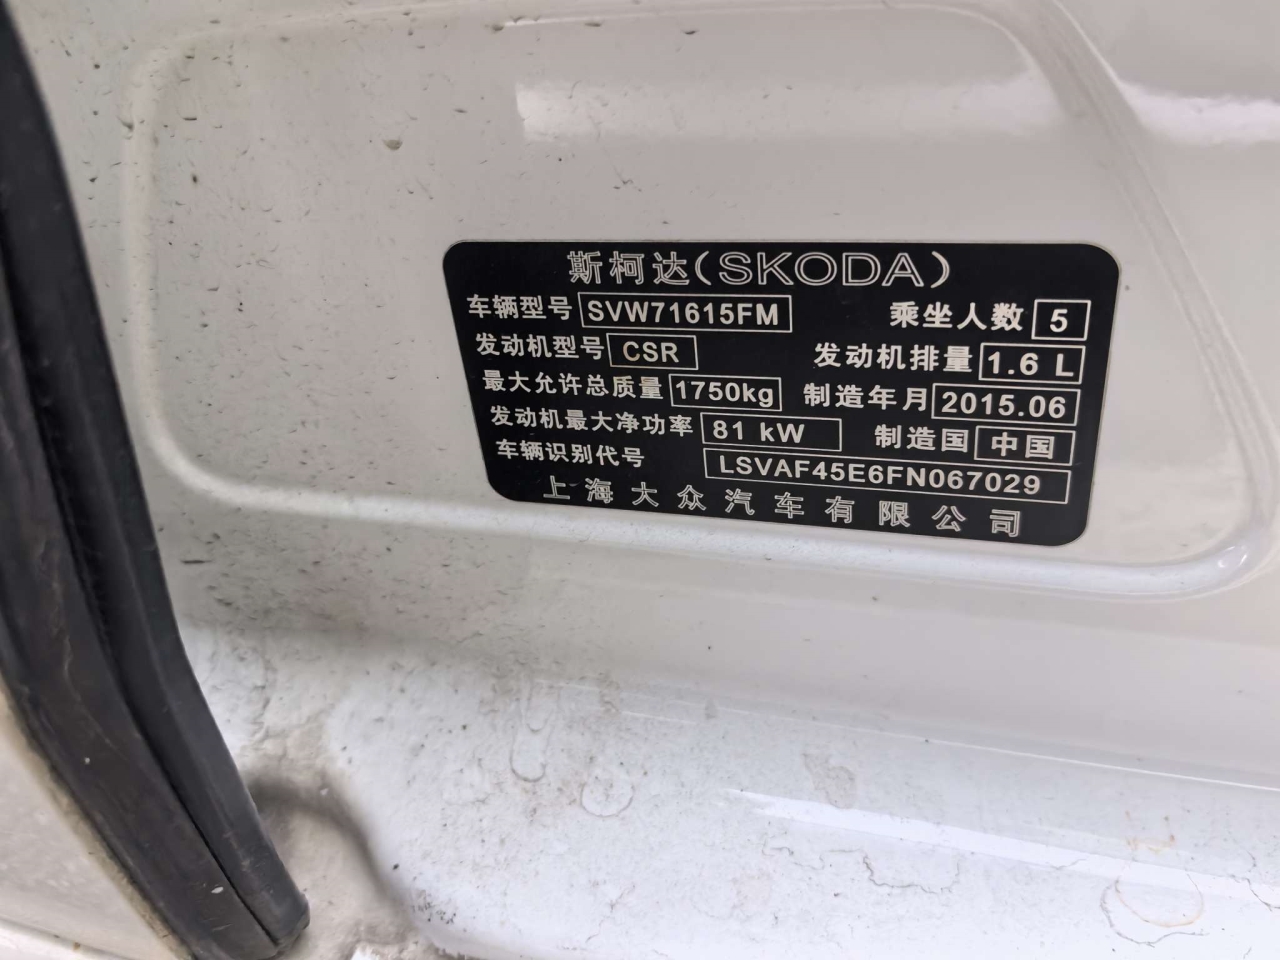 斯柯达(SKODA)
车辆型号 SVW71615FM 乘坐人数 5
发动机型号 CSR 发动机排量 1.6 L
最大允许总质量 1750kg 制造年月 2015.06
发动机最大净功率 81 kW 制造国 中国
车辆识别代号 LSVAF45E6FN067029
上海大众汽车有限公司